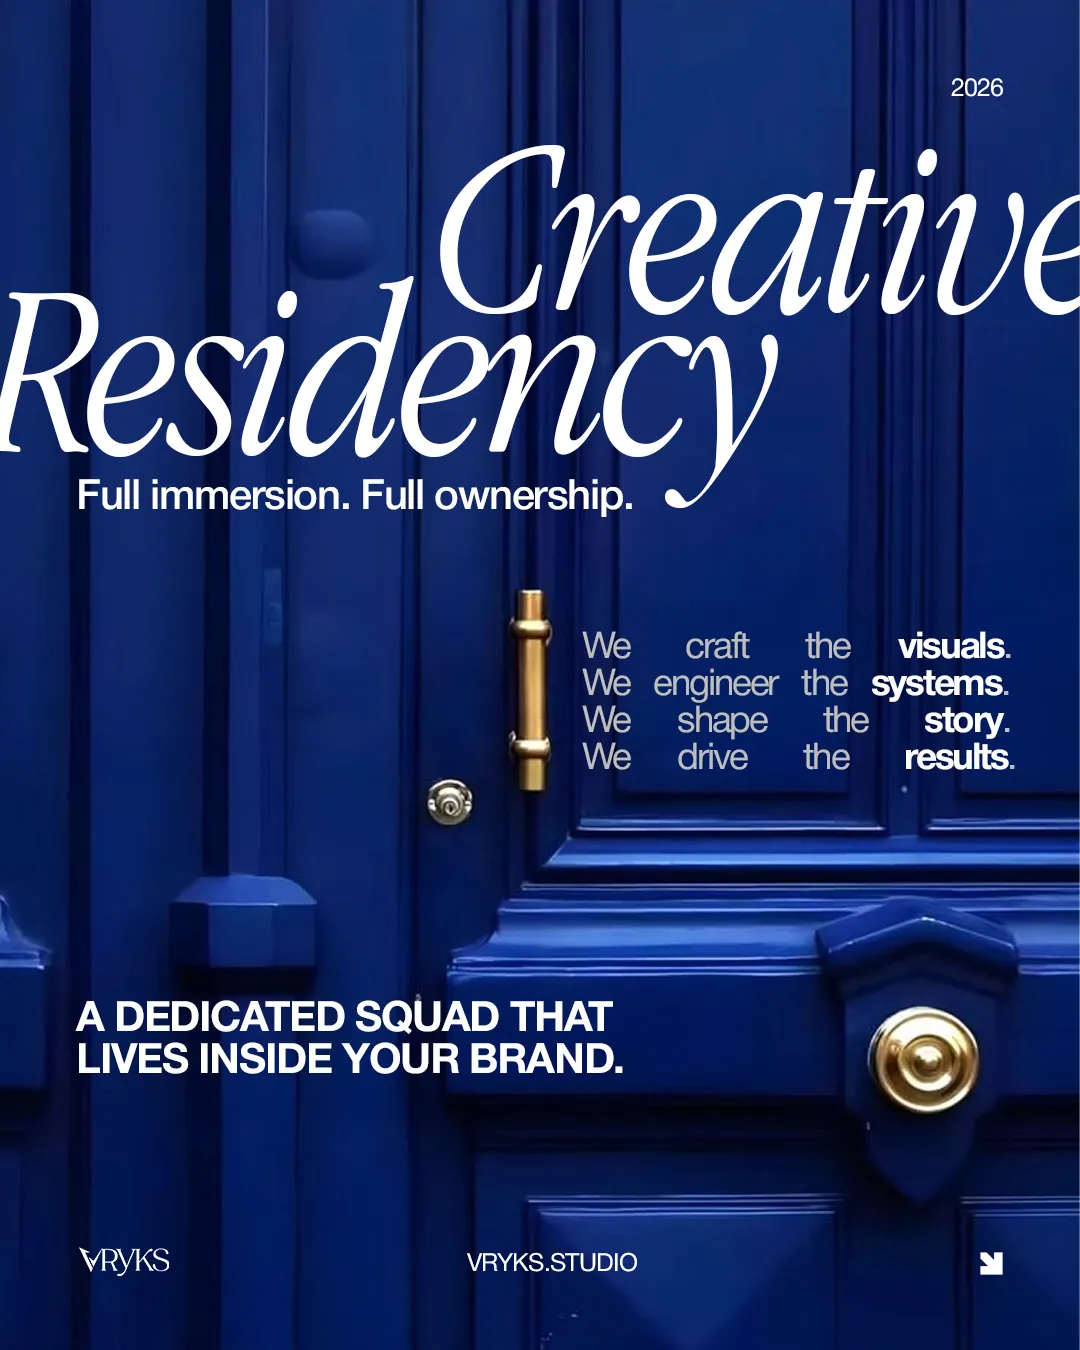 2026
Creative
Residency
Full immersion. Full ownership.
We craft the visuals.
We engineer the systems.
We shape the story.
We drive the results.
A DEDICATED SQUAD THAT
LIVES INSIDE YOUR BRAND.
VRYKS
VRYKS.STUDIO